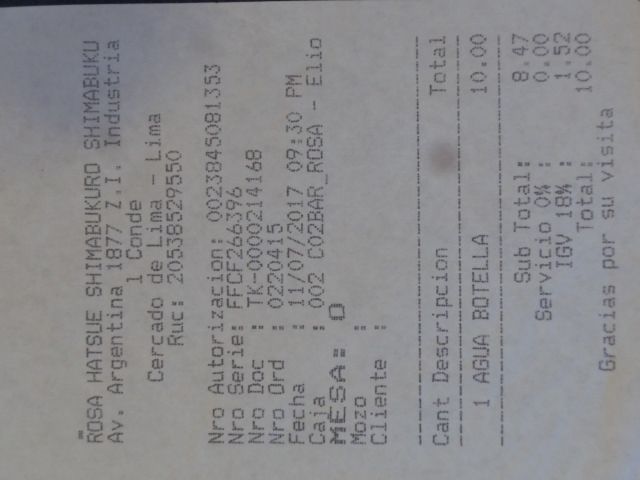 ROSA HATSUE SHIMABUKURO SHIMABUKU
Av. Argentina 1877 Z.I. Industria
l Conde
Cercado de Lima - Lima
Ruc: 20538529550
Nro Autorizacion: 0023845081353
Nro Serie: FFCF266396
Nro Doc : TK-0000214168
Nro Ord : 0220415
Fecha : 11/07/2017 09:30 PM
Caja : 002 C02BAR_ROSA - Elio
MESA: 0
Mozo :
Cliente :
Cant Descripcion Total
1 AGUA BOTELLA 10.00
Sub Total: 8.47
Servicio 0% : 0.00
IGV 18% : 1.52
Total: 10.00
Gracias por su visita